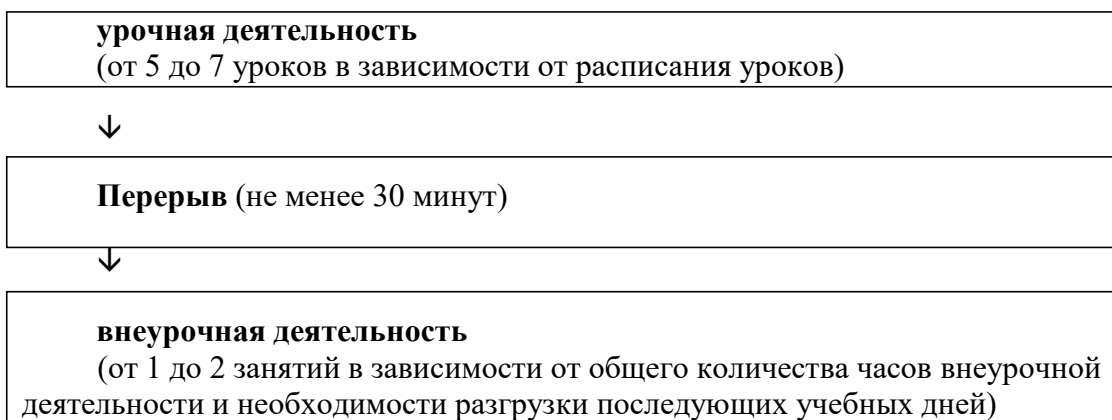 урочная деятельность
(от 5 до 7 уроков в зависимости от расписания уроков)
↓
Перерыв (не менее 30 минут)
↓
внеурочная деятельность
(от 1 до 2 занятий в зависимости от общего количества часов внеурочной
деятельности и необходимости разгрузки последующих учебных дней)